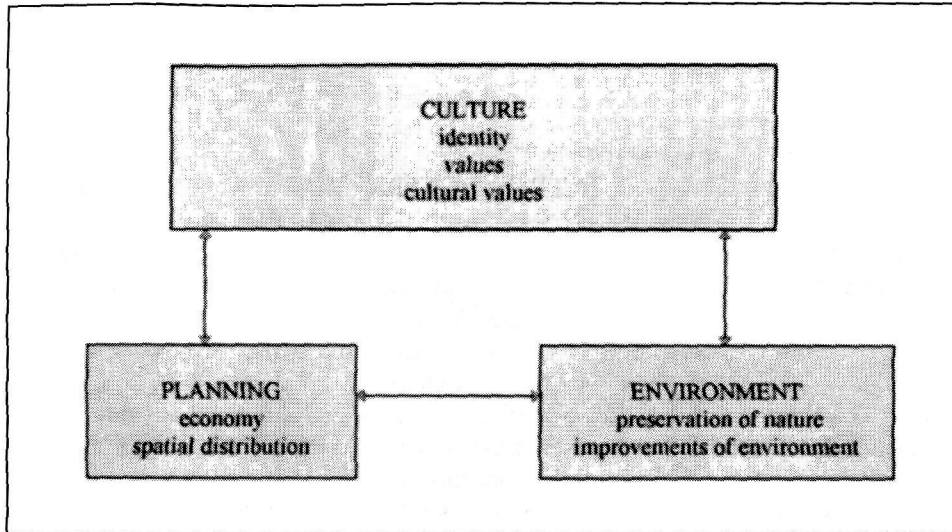 CULTURE
identity
values
cultural values
PLANNING
economy
spatial distribution
ENVIRONMENT
preservation of nature
improvements of environment